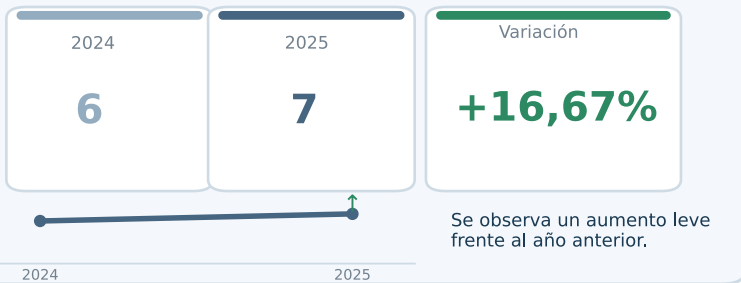 2024
6
2025
7
Variación
+16,67%
↑
2024
2025
Se observa un aumento leve
frente al año anterior.